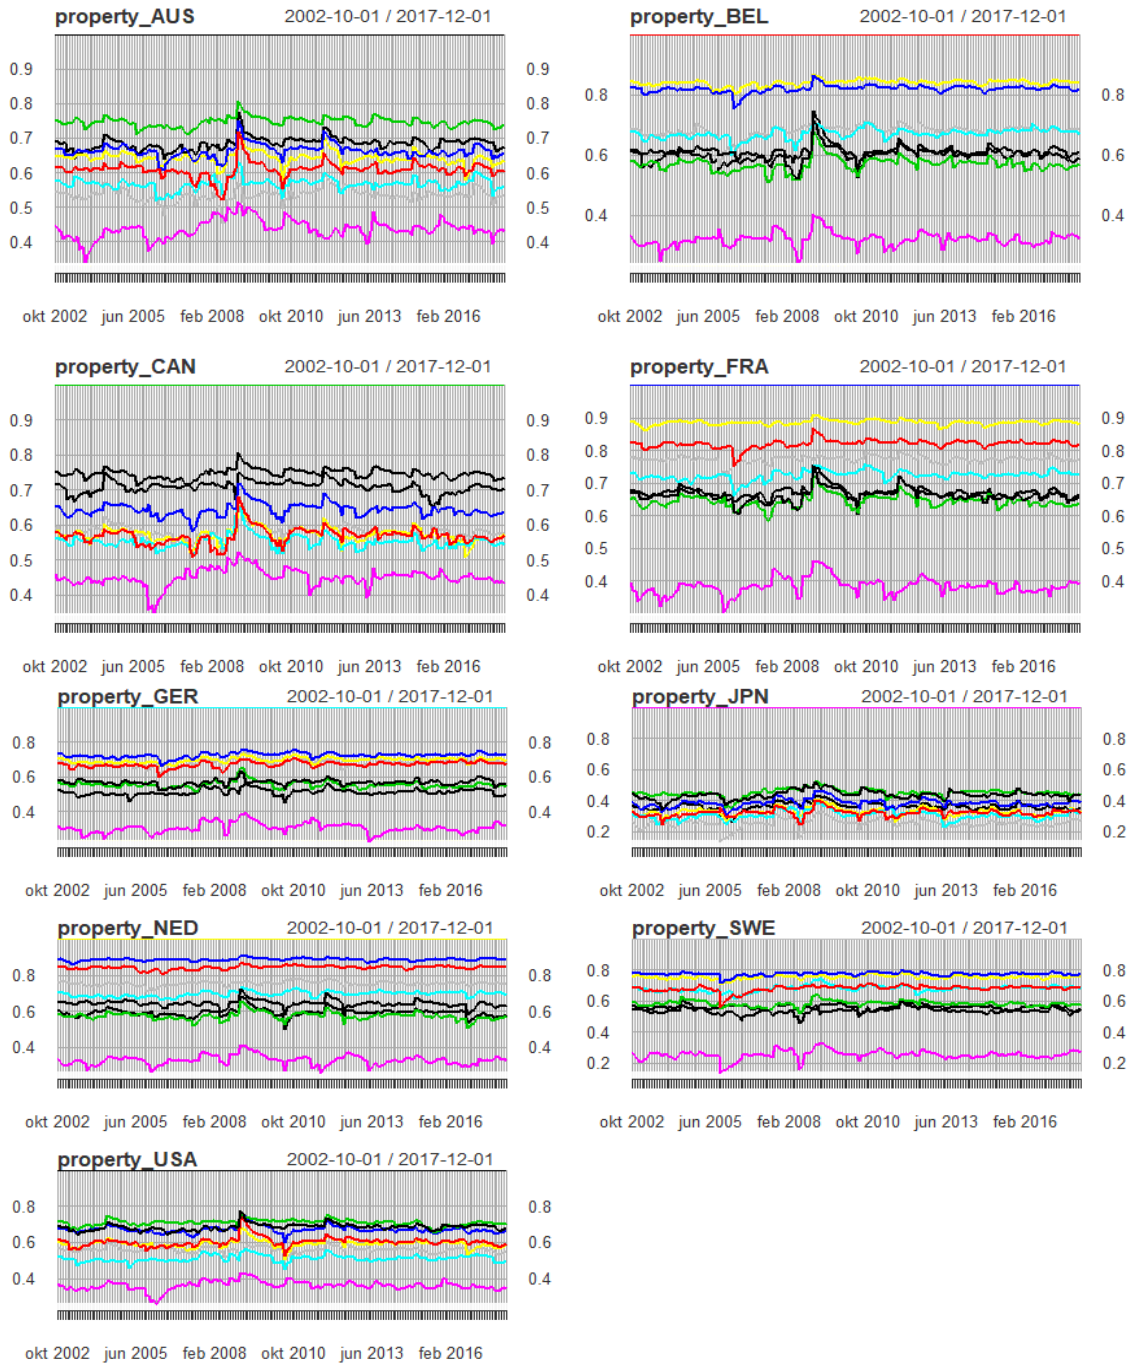 property_AUS 2002-10-01 / 2017-12-01
0.9 0.9
0.8 0.8
0.7 0.7
0.6 0.6
0.5 0.5
0.4 0.4
okt 2002 jun 2005 feb 2008 okt 2010 jun 2013 feb 2016
property_BEL 2002-10-01 / 2017-12-01
0.8 0.8
0.6 0.6
0.4 0.4
okt 2002 jun 2005 feb 2008 okt 2010 jun 2013 feb 2016
property_CAN 2002-10-01 / 2017-12-01
0.9 0.9
0.8 0.8
0.7 0.7
0.6 0.6
0.5 0.5
0.4 0.4
okt 2002 jun 2005 feb 2008 okt 2010 jun 2013 feb 2016
property_FRA 2002-10-01 / 2017-12-01
0.9 0.9
0.8 0.8
0.7 0.7
0.6 0.6
0.5 0.5
0.4 0.4
okt 2002 jun 2005 feb 2008 okt 2010 jun 2013 feb 2016
property_GER 2002-10-01 / 2017-12-01
0.8 0.8
0.6 0.6
0.4 0.4
okt 2002 jun 2005 feb 2008 okt 2010 jun 2013 feb 2016
property_JPN 2002-10-01 / 2017-12-01
0.8 0.8
0.6 0.6
0.4 0.4
0.2 0.2
okt 2002 jun 2005 feb 2008 okt 2010 jun 2013 feb 2016
property_NED 2002-10-01 / 2017-12-01
0.8 0.8
0.6 0.6
0.4 0.4
okt 2002 jun 2005 feb 2008 okt 2010 jun 2013 feb 2016
property_SWE 2002-10-01 / 2017-12-01
0.8 0.8
0.6 0.6
0.4 0.4
0.2 0.2
okt 2002 jun 2005 feb 2008 okt 2010 jun 2013 feb 2016
property_USA 2002-10-01 / 2017-12-01
0.8 0.8
0.6 0.6
0.4 0.4
okt 2002 jun 2005 feb 2008 okt 2010 jun 2013 feb 2016